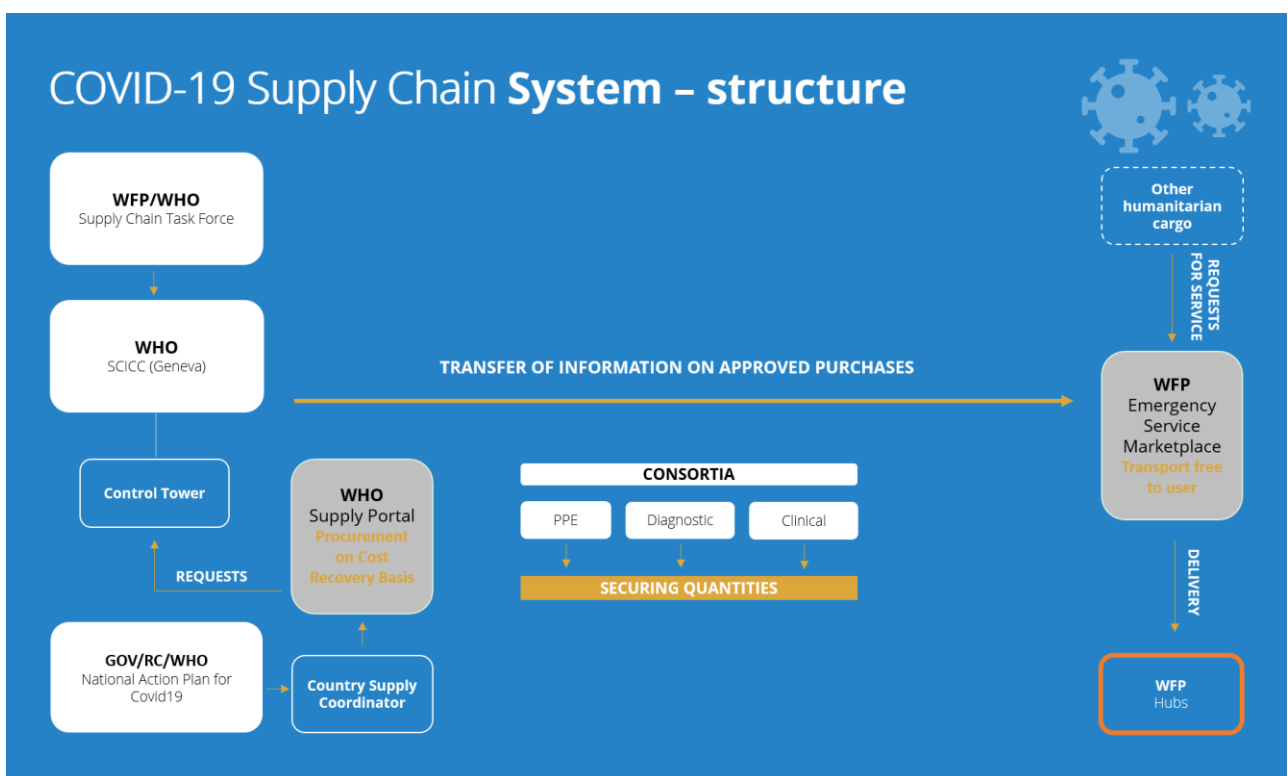 COVID-19 Supply Chain System – structure
WFP/WHO
Supply Chain Task Force
WHO
SCICC (Geneva)
Control Tower
REQUESTS
GOV/RC/WHO
National Action Plan for
Covid19
Country Supply
Coordinator
WHO
Supply Portal
Procurement
on Cost
Recovery Basis
TRANSFER OF INFORMATION ON APPROVED PURCHASES
CONSORTIA
PPE
Diagnostic
Clinical
SECURING QUANTITIES
Other
humanitarian
cargo
REQUESTS
FOR SERVICE
WFP
Emergency
Service
Marketplace
Transport free
to user
DELIVERY
WFP
Hubs